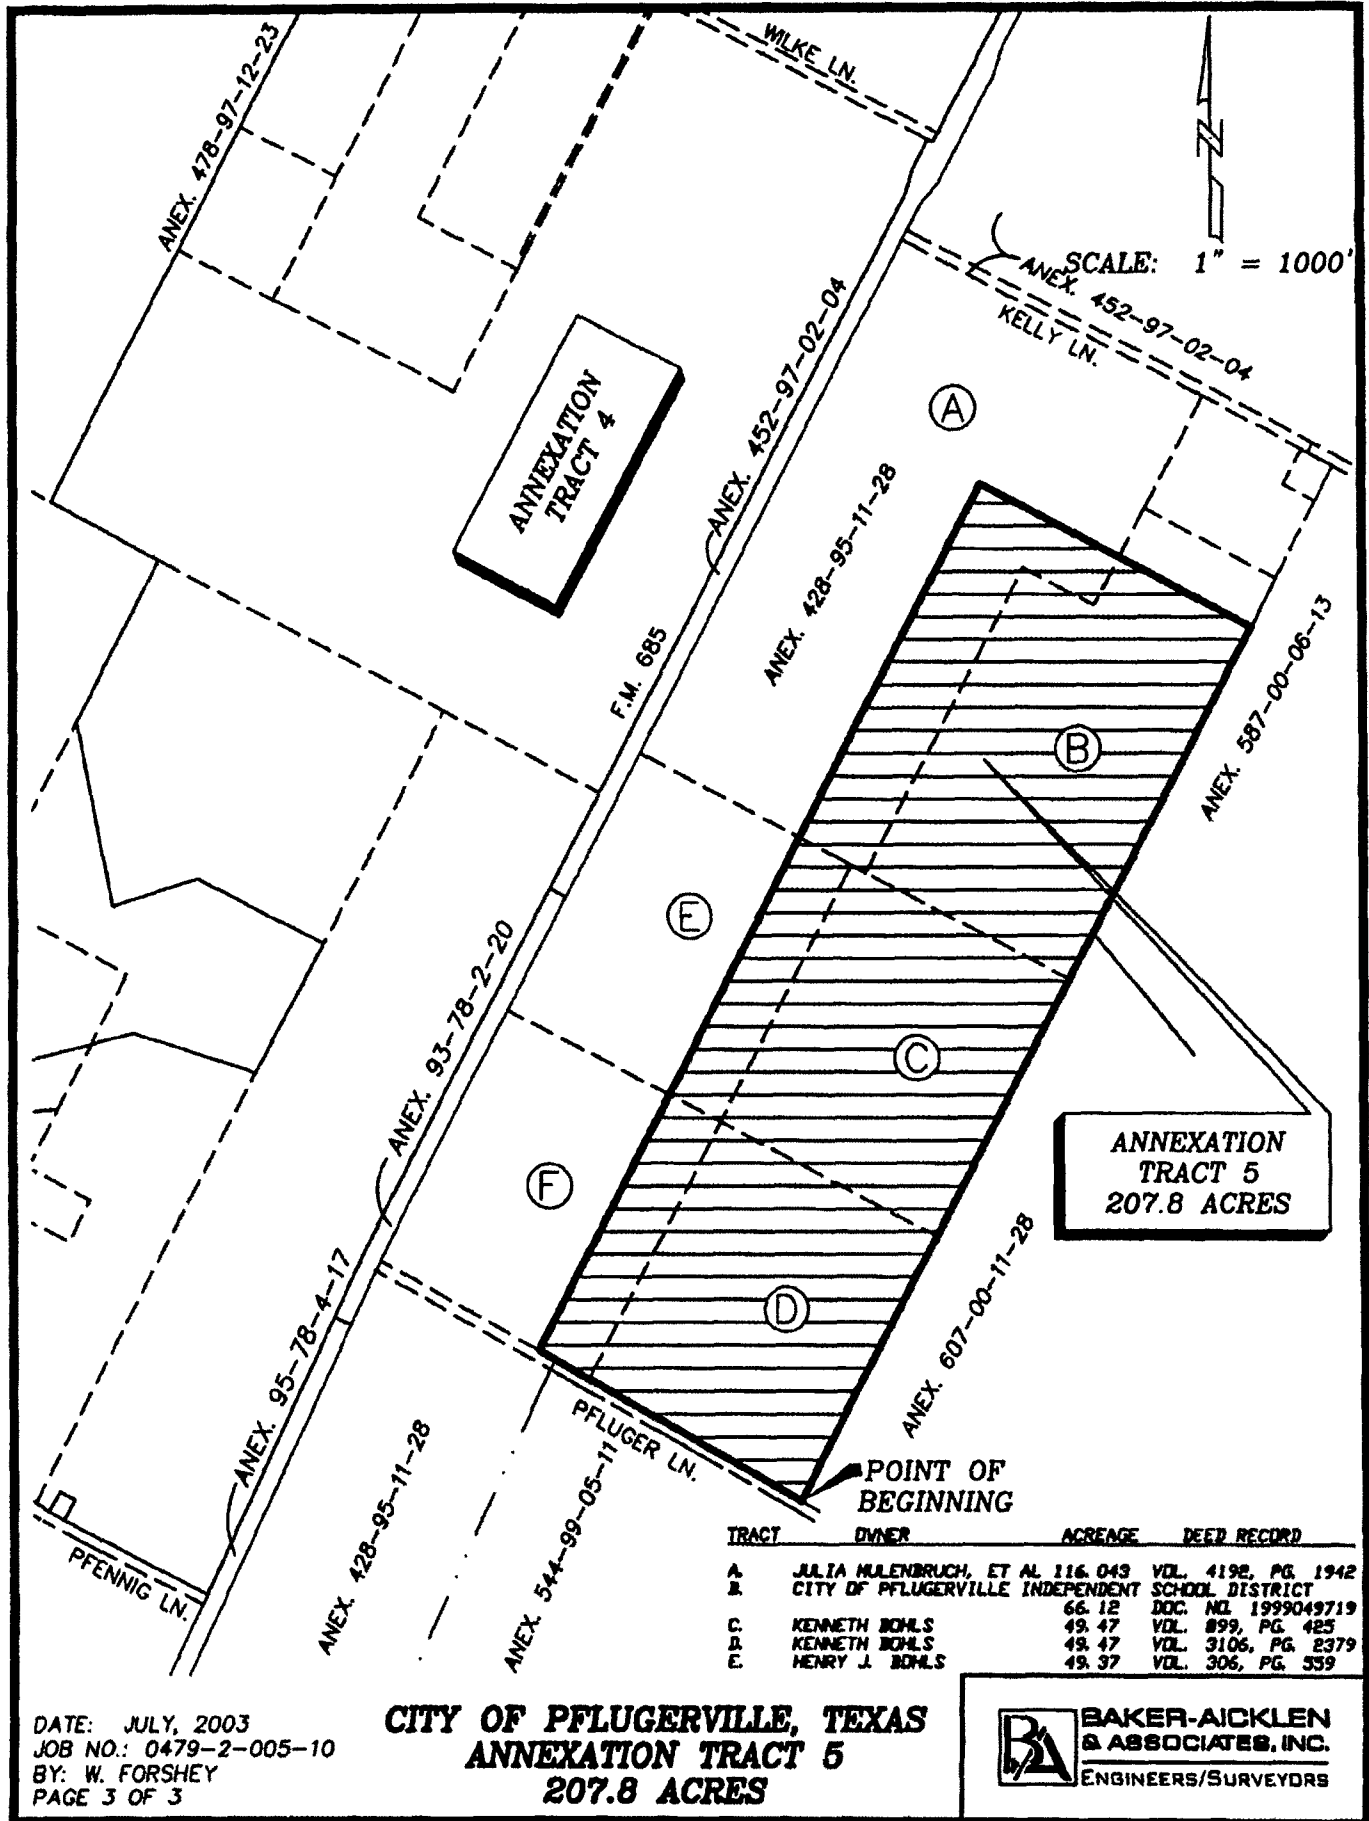 WILKE LN.
ANEX. 478-97-12-23
N
SCALE: 1" = 1000'
ANEX. 452-97-02-04
KELLY LN.
ANNEXATION
TRACT 4
ANEX. 452-97-02-04
A
ANEX. 428-95-11-28
F.M. 685
ANEX. 587-00-06-13
B
E
ANEX. 93-78-2-20
C
ANNEXATION
TRACT 5
207.8 ACRES
F
D
ANEX. 607-00-11-28
ANEX. 95-78-4-17
PFLUGER LN.
ANEX. 428-95-11-28
ANEX. 544-99-05-11
POINT OF
BEGINNING
PFENNIG LN.
TRACT OWNER ACREAGE DEED RECORD
A. JULIA MULENBRUCH, ET AL 116.043 VOL. 4198, PG. 1942
B. CITY OF PFLUGERVILLE INDEPENDENT SCHOOL DISTRICT
66.12 DOC. NO. 1999049719
C. KENNETH BOHLS 49.47 VOL. 899, PG. 425
D. KENNETH BOHLS 49.47 VOL. 3106, PG. 2379
E. HENRY J. BOHLS 49.37 VOL. 306, PG. 559
DATE: JULY, 2003
JOB NO.: 0479-2-005-10
BY: W. FORSHEY
PAGE 3 OF 3
CITY OF PFLUGERVILLE, TEXAS
ANNEXATION TRACT 5
207.8 ACRES
BA
BAKER-AICKLEN
& ASSOCIATES, INC.
ENGINEERS/SURVEYORS